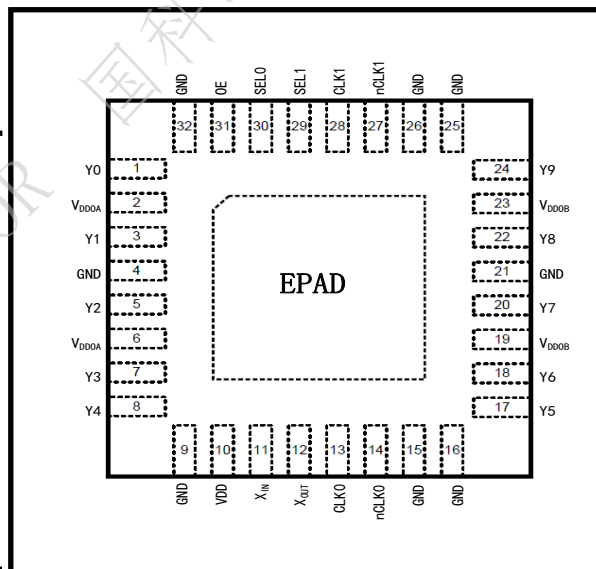 国科
OR
GND OE SEL0 SEL1 CLK1 nCLK1 GND GND
32 31 30 29 28 27 26 25
Y0 1 24 Y9
VDDOA 2 23 VDDOB
Y1 3 22 Y8
GND 4 21 GND
EPAD
Y2 5 20 Y7
VDDOA 6 19 VDDOB
Y3 7 18 Y6
Y4 8 17 Y5
9 10 11 12 13 14 15 16
GND VDD XIN XOUT CLK0 nCLK0 GND GND